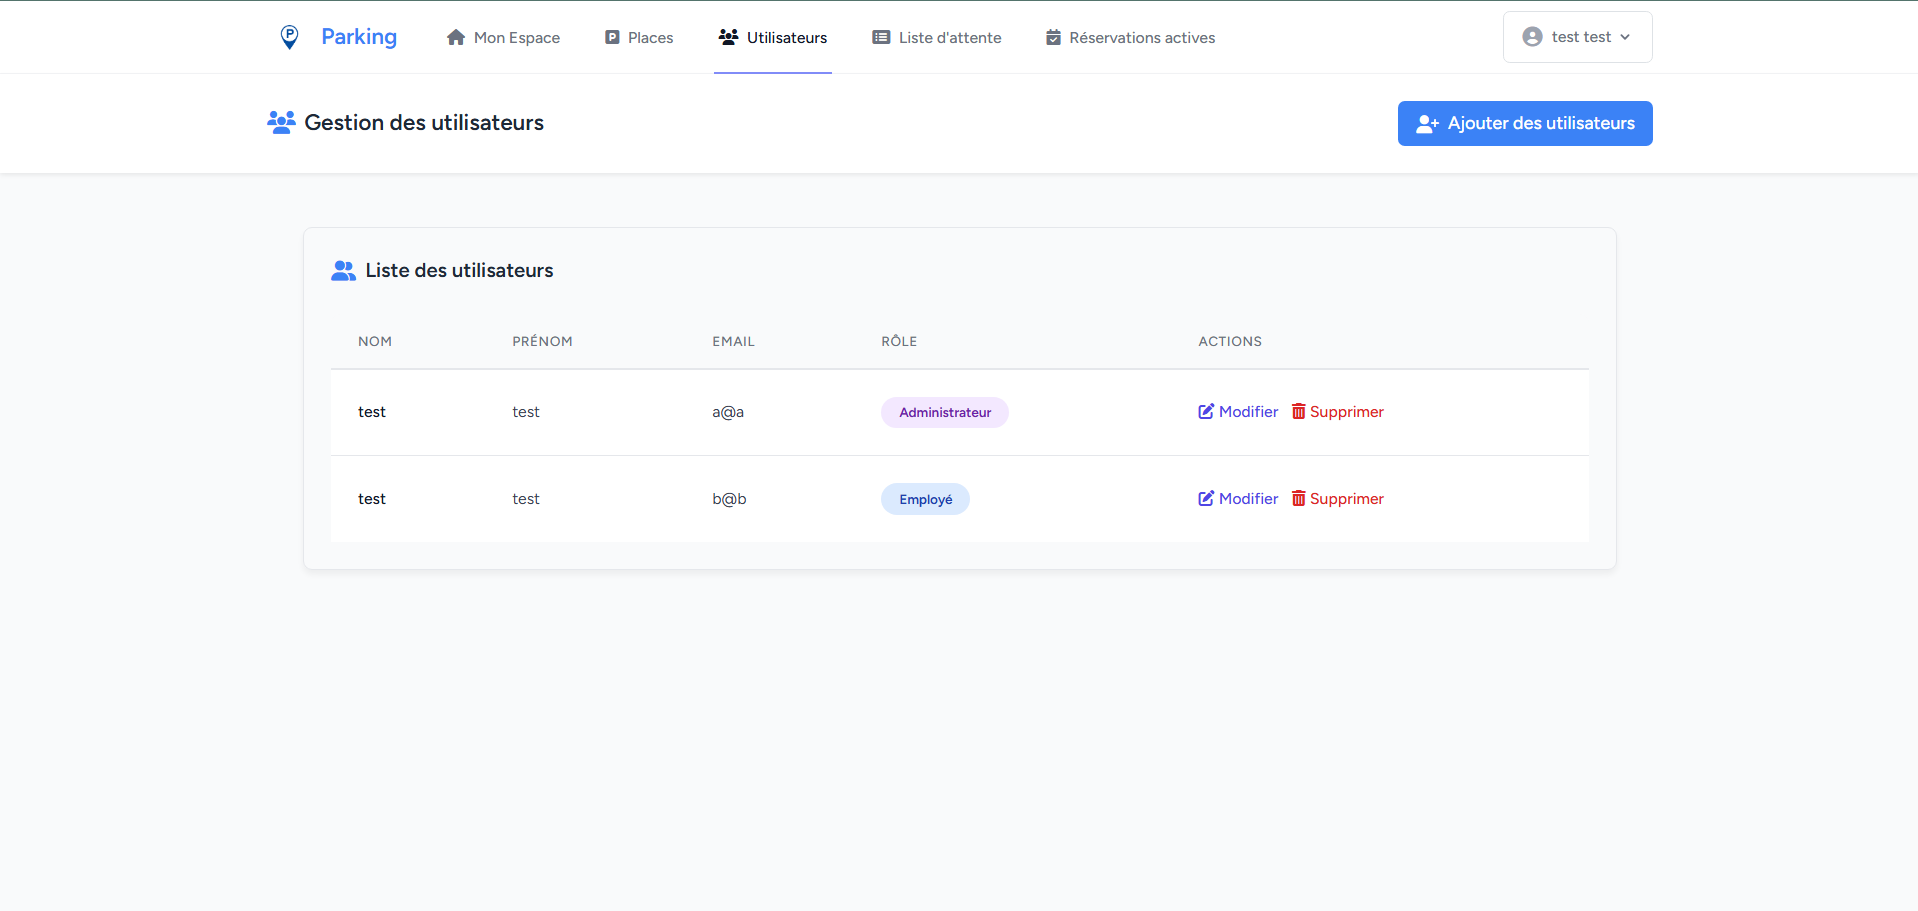 P Parking Mon Espace P Places Utilisateurs Liste d'attente Réservations actives test test
Gestion des utilisateurs Ajouter des utilisateurs
Liste des utilisateurs
NOM PRÉNOM EMAIL RÔLE ACTIONS
test test a@a Administrateur Modifier Supprimer
test test b@b Employé Modifier Supprimer